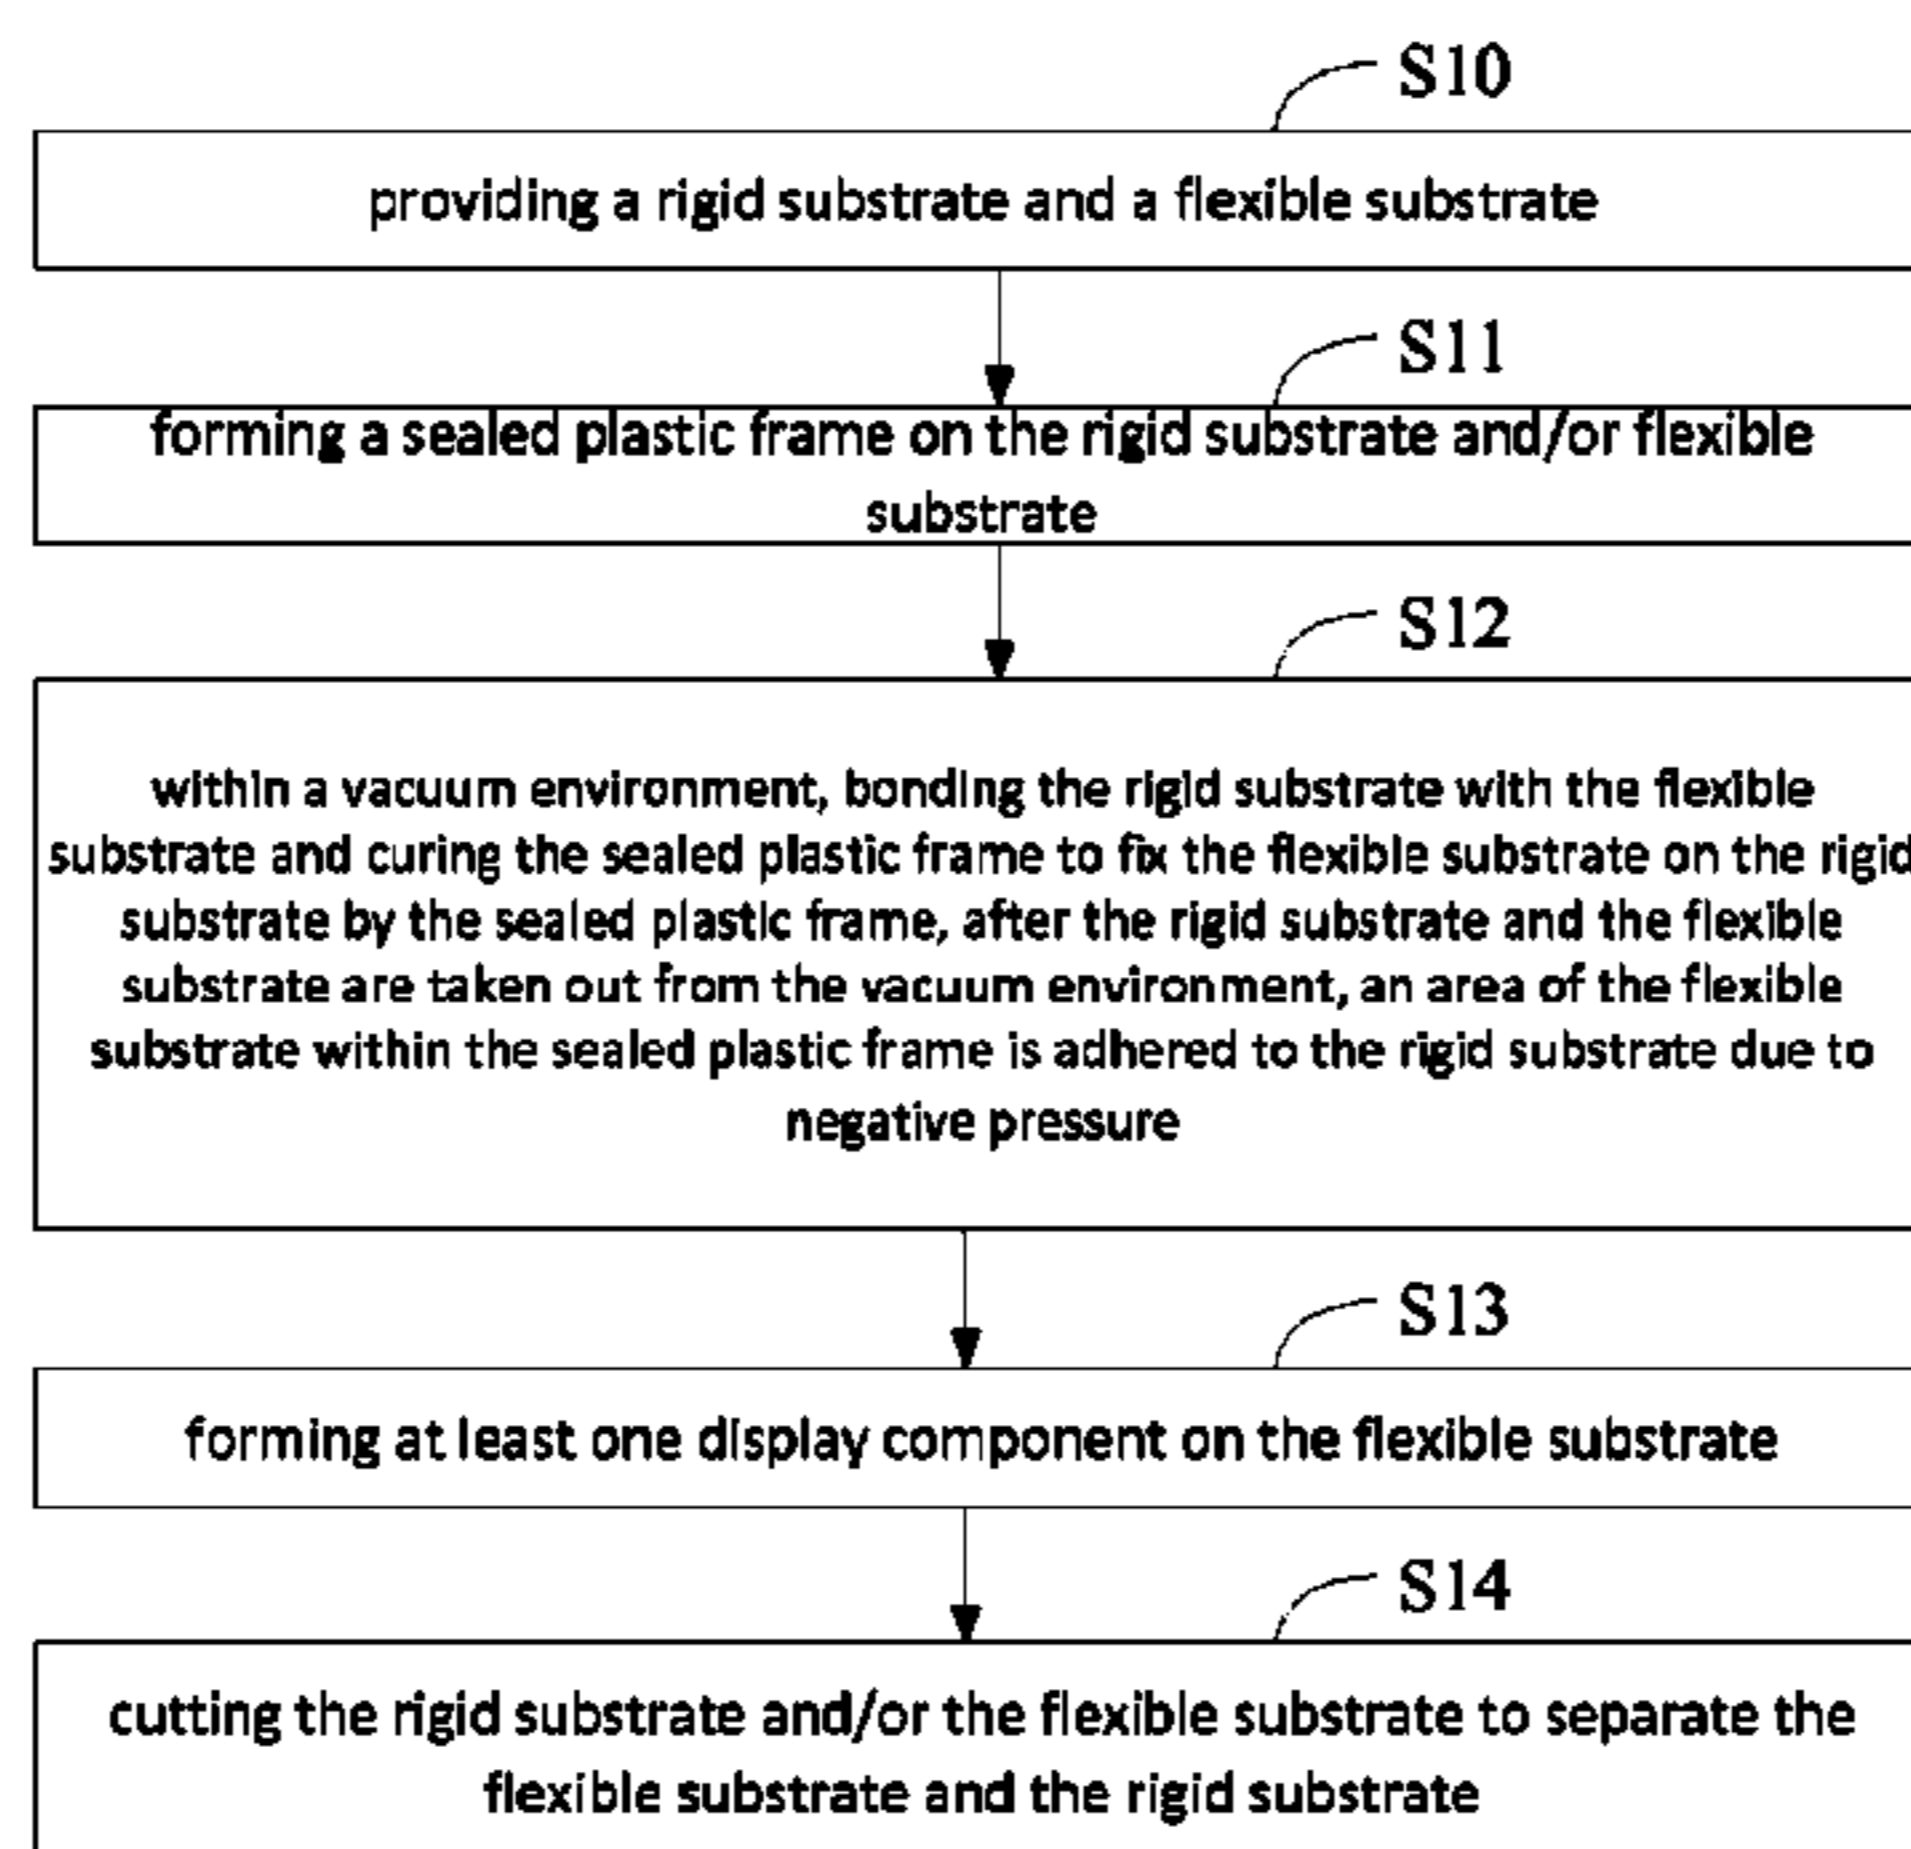 S10
providing a rigid substrate and a flexible substrate
S11
forming a sealed plastic frame on the rigid substrate and/or flexible
substrate
S12
within a vacuum environment, bonding the rigid substrate with the flexible
substrate and curing the sealed plastic frame to fix the flexible substrate on the rigid
substrate by the sealed plastic frame, after the rigid substrate and the flexible
substrate are taken out from the vacuum environment, an area of the flexible
substrate within the sealed plastic frame is adhered to the rigid substrate due to
negative pressure
S13
forming at least one display component on the flexible substrate
S14
cutting the rigid substrate and/or the flexible substrate to separate the
flexible substrate and the rigid substrate